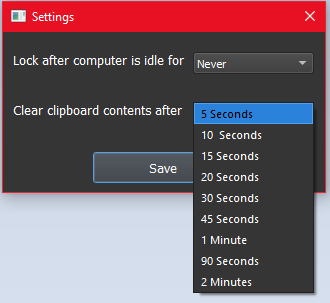 Settings
Lock after computer is idle for
Never
Clear clipboard contents after
5 Seconds
10 Seconds
15 Seconds
20 Seconds
30 Seconds
45 Seconds
1 Minute
90 Seconds
2 Minutes
Save